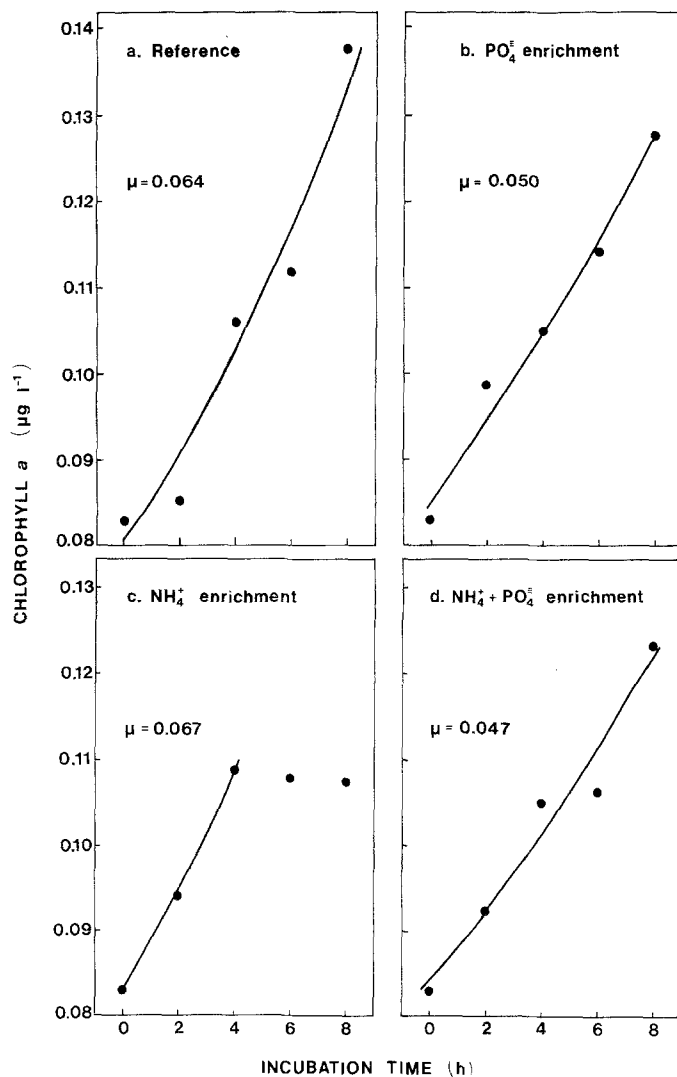 a. Reference
μ=0.064
b. PO₄≡ enrichment
μ=0.050
0.14
0.13
0.12
0.11
0.10
0.09
0.08
c. NH₄⁺ enrichment
μ=0.067
d. NH₄⁺ + PO₄≡ enrichment
μ=0.047
0.13
0.12
0.11
0.10
0.09
0.08
0 2 4 6 8
0 2 4 6 8
CHLOROPHYLL a (μg l⁻¹)
INCUBATION TIME (h)